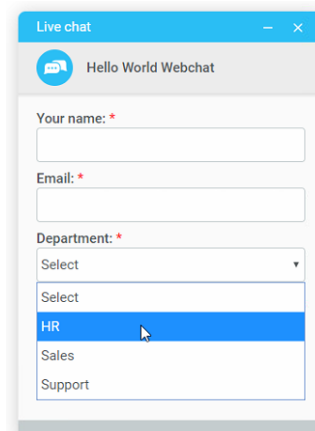 Live chat
Hello World Webchat
Your name: *
Email: *
Department: *
Select
Select
HR
Sales
Support